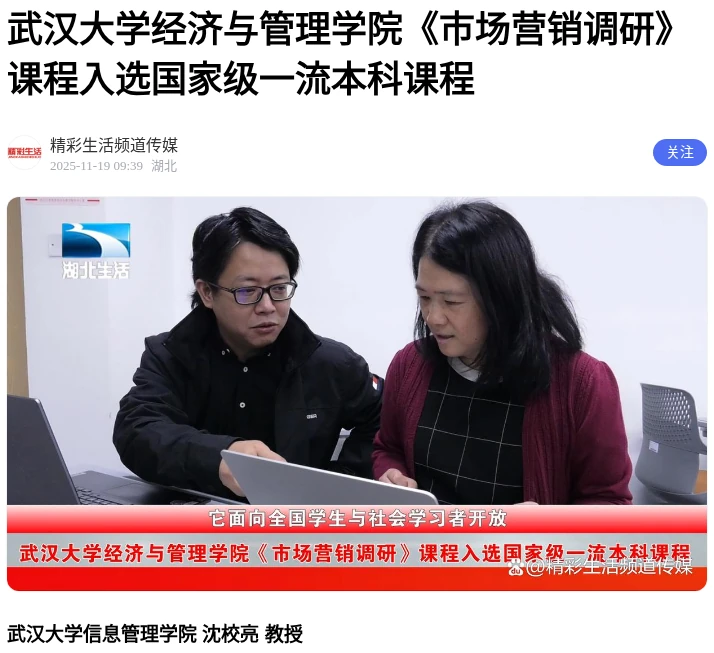 武汉大学经济与管理学院《市场营销调研》
课程入选国家级一流本科课程
精彩生活
精彩生活频道传媒
2025-11-19 09:39 湖北
关注
湖北生活
它面向全国学生与社会学习者开放
武汉大学经济与管理学院《市场营销调研》课程入选国家级一流本科课程
@精彩生活频道传媒
武汉大学信息管理学院 沈校亮 教授